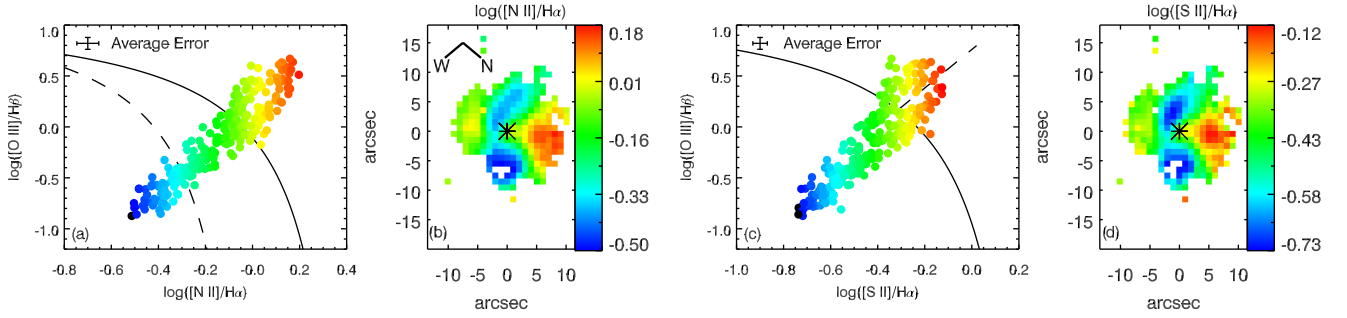 log([N II]/Hα)
log([S II]/Hα)
1.0
0.5
0.0
-0.5
-1.0
log([O III]/Hβ)
Average Error
(a)
-0.8 -0.6 -0.4 -0.2 -0.0 0.2 0.4
log([N II]/Hα)
15
10
5
0
-5
-10
-15
arcsec
W N
(b)
-10 -5 0 5 10
arcsec
0.18
0.01
-0.16
-0.33
-0.50
1.0
0.5
0.0
-0.5
-1.0
log([O III]/Hβ)
Average Error
(c)
-1.0 -0.8 -0.6 -0.4 -0.2 0.0 0.2
log([S II]/Hα)
15
10
5
0
-5
-10
-15
arcsec
(d)
-10 -5 0 5 10
arcsec
-0.12
-0.27
-0.43
-0.58
-0.73